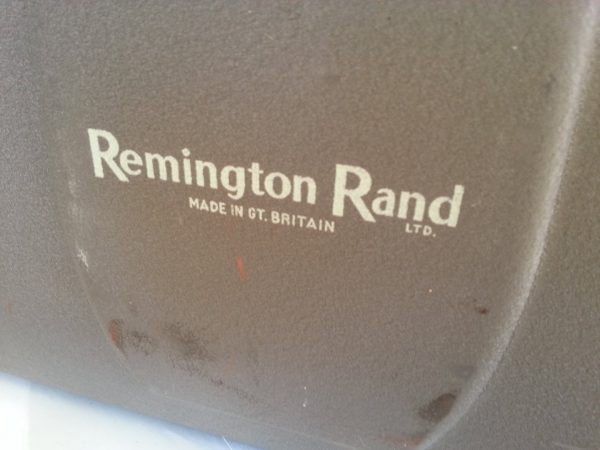 Remington Rand
MADE IN GT. BRITAIN LTD.